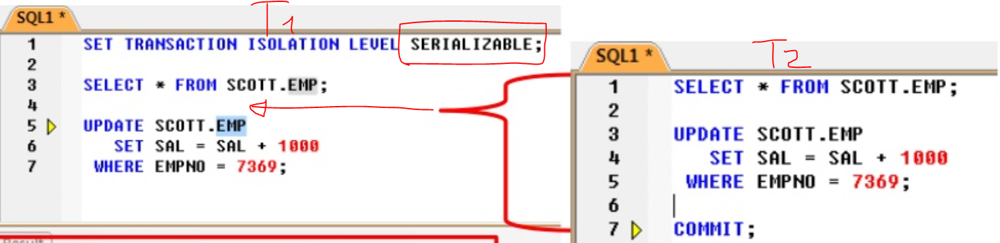 T1
SQL1 *
1 SET TRANSACTION ISOLATION LEVEL SERIALIZABLE;
2
3 SELECT * FROM SCOTT.EMP;
4
5 UPDATE SCOTT.EMP
6 SET SAL = SAL + 1000
7 WHERE EMPNO = 7369;
Result
T2
SQL1 *
1 SELECT * FROM SCOTT.EMP;
2
3 UPDATE SCOTT.EMP
4 SET SAL = SAL + 1000
5 WHERE EMPNO = 7369;
6
7 COMMIT;